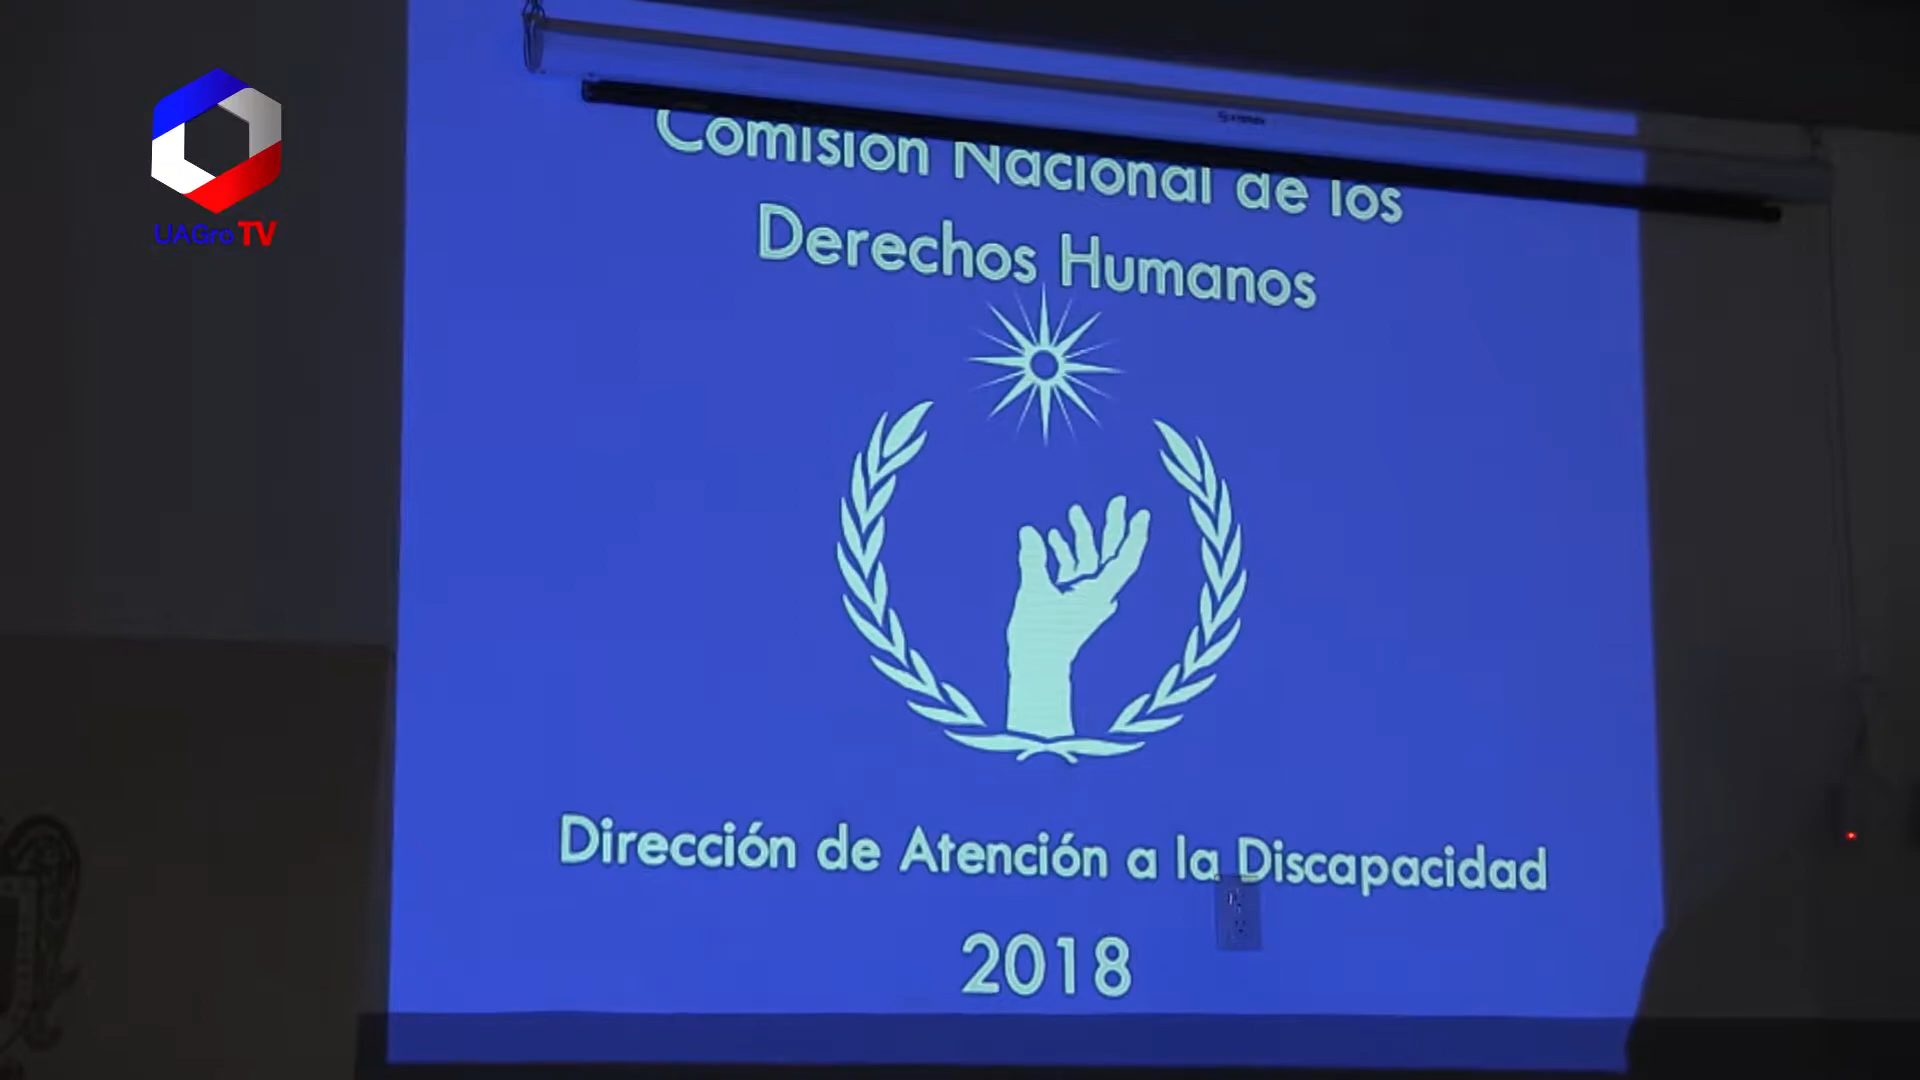 UAGro TV
Comisión Nacional de los
Derechos Humanos
Dirección de Atención a la Discapacidad
2018